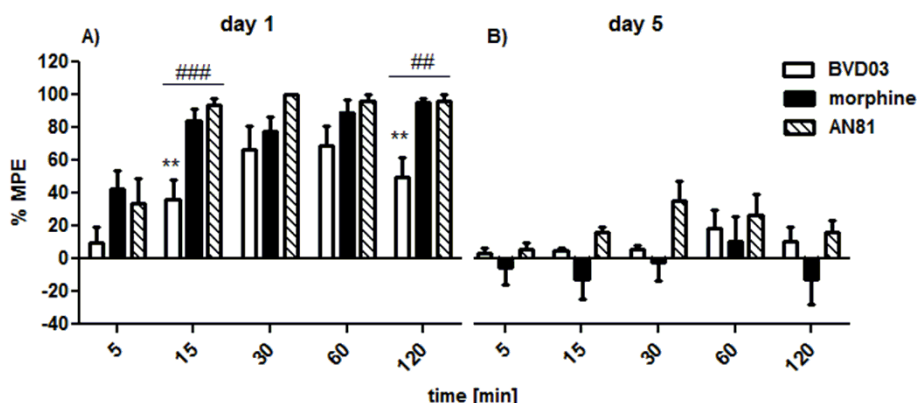 day 1
day 5
A)
B)
BVD03
morphine
AN81
% MPE
120
100
80
60
40
20
0
-20
-40
###
##
**
**
5 15 30 60 120
5 15 30 60 120
time [min]